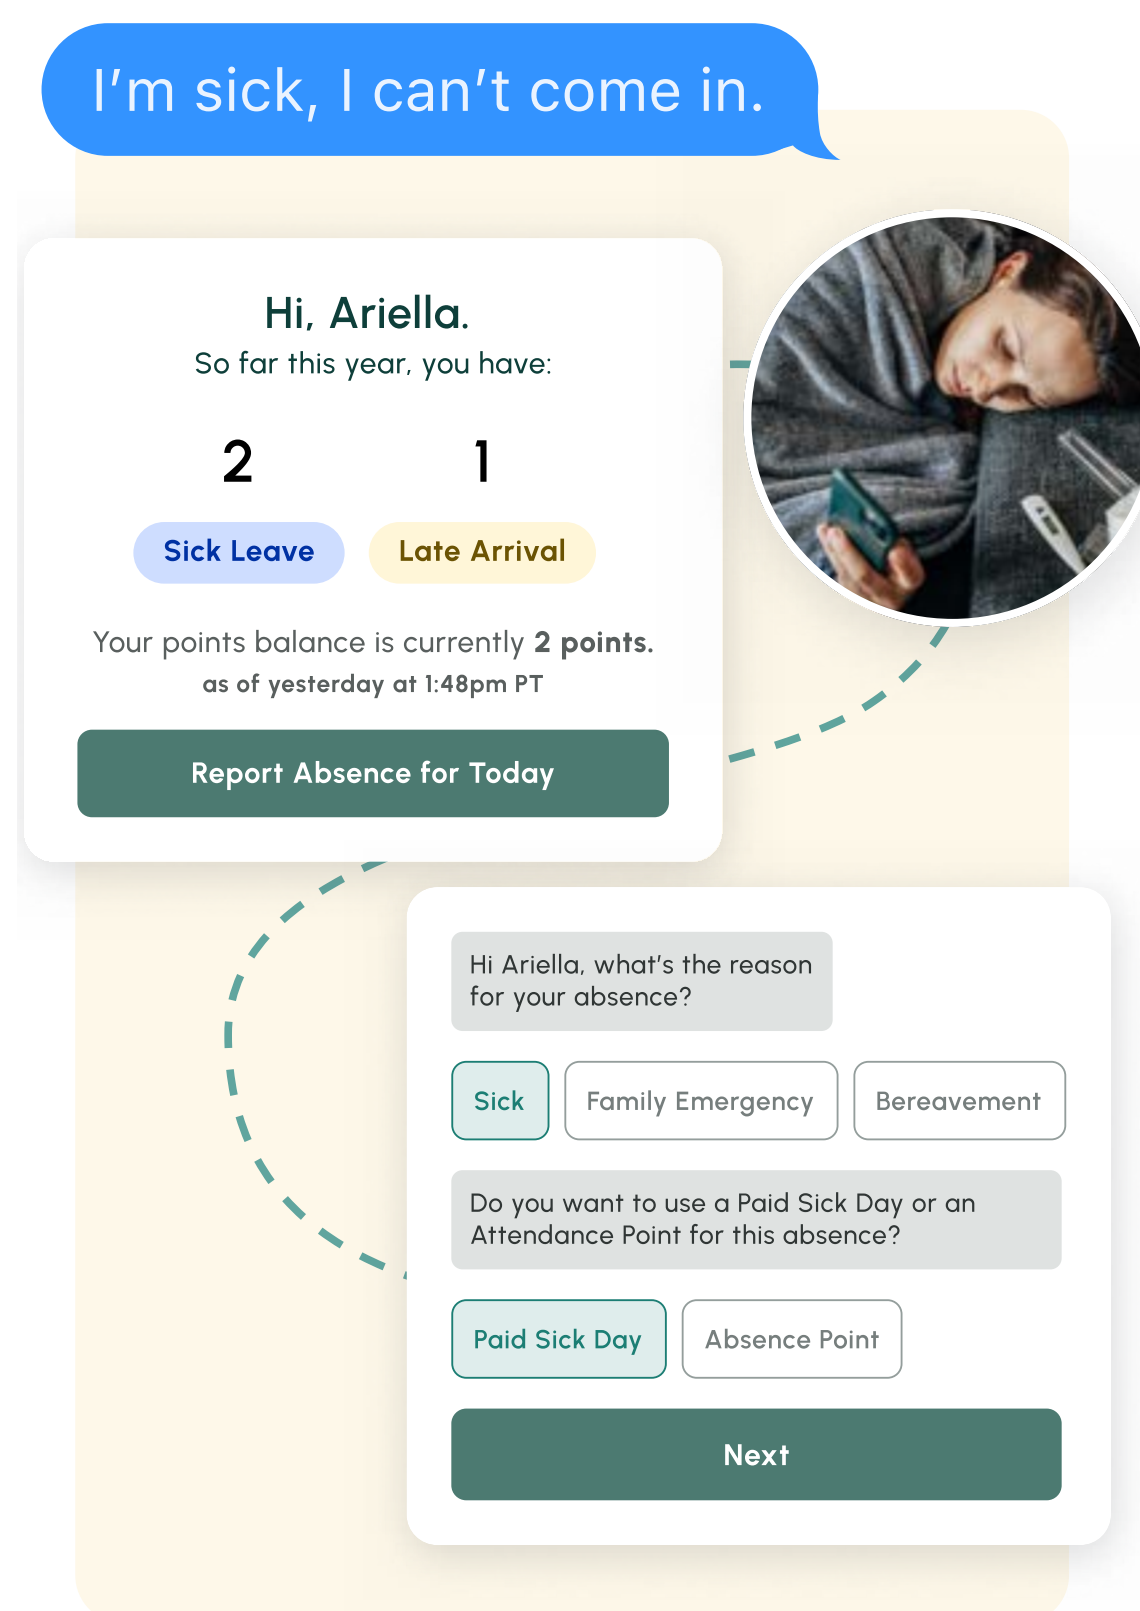 I’m sick, I can’t come in.
Hi, Ariella.
So far this year, you have:
2
1
Sick Leave
Late Arrival
Your points balance is currently 2 points.
as of yesterday at 1:48pm PT
Report Absence for Today
Hi Ariella, what’s the reason
for your absence?
Sick
Family Emergency
Bereavement
Do you want to use a Paid Sick Day or an
Attendance Point for this absence?
Paid Sick Day
Absence Point
Next